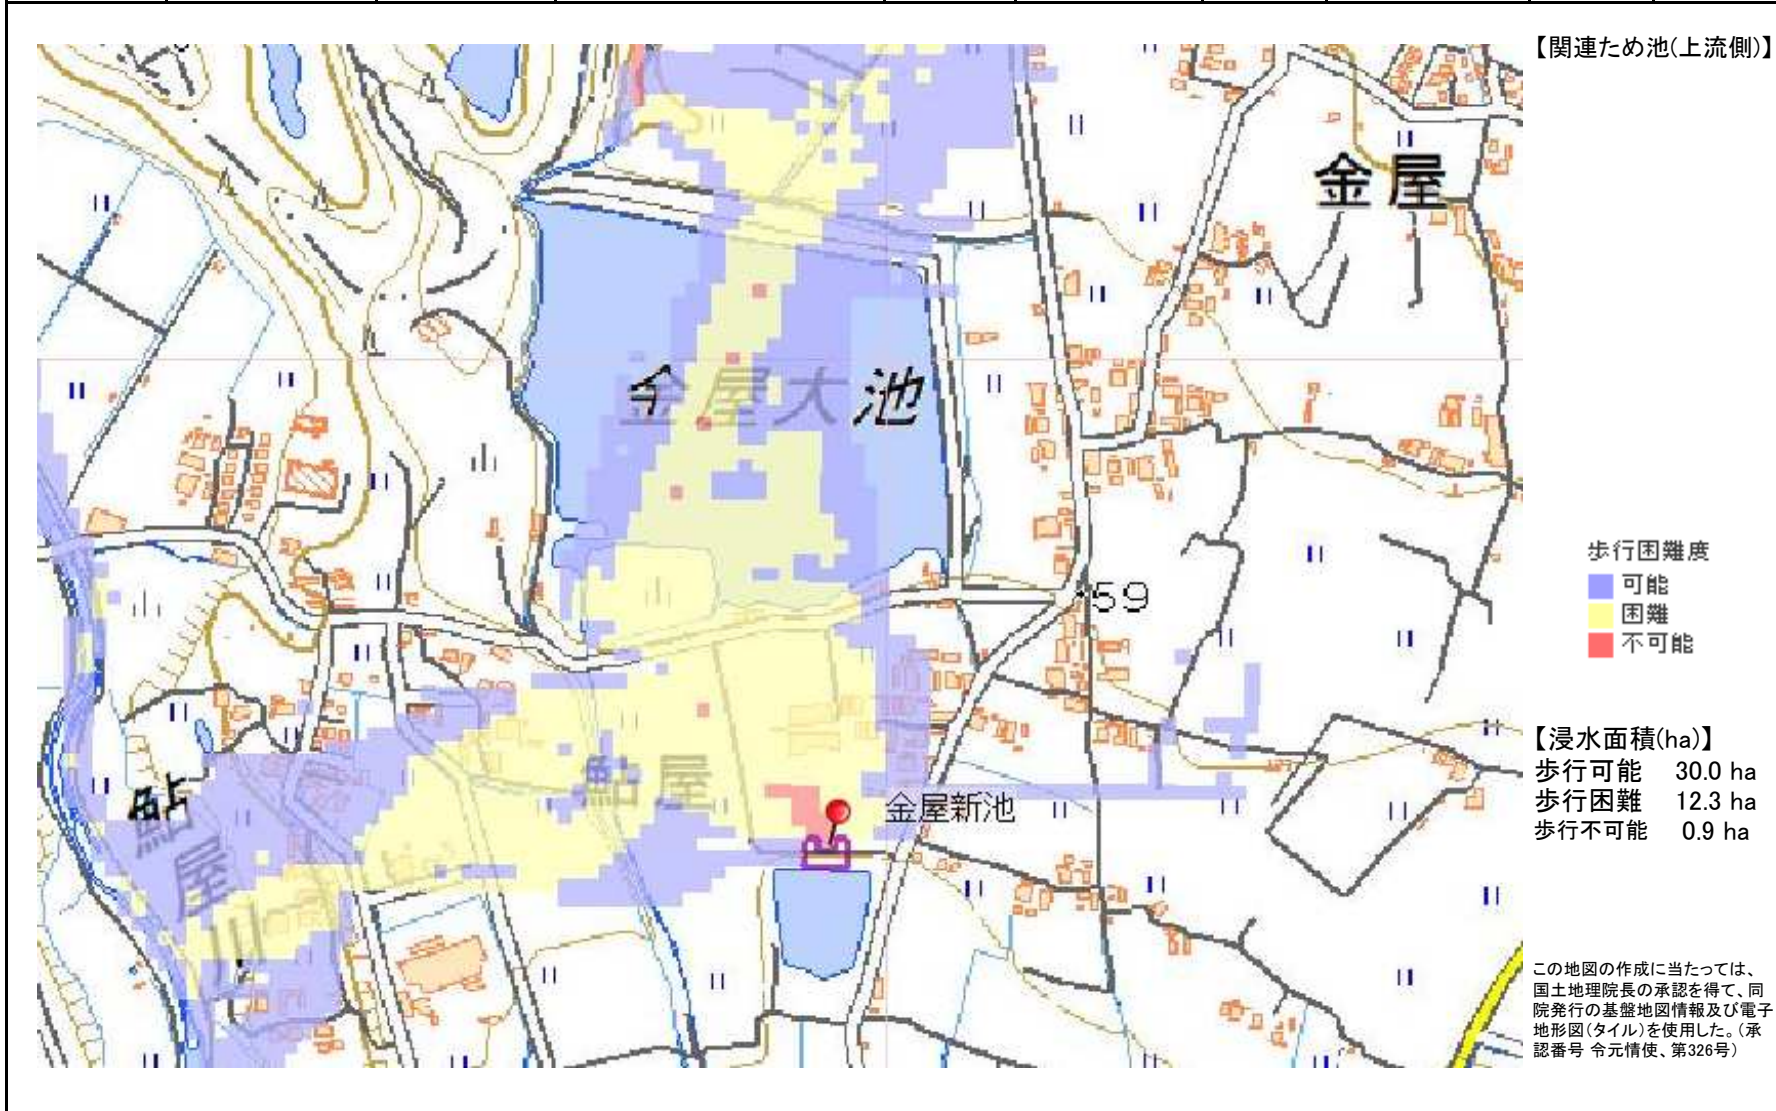 【関連ため池(上流側)】
金屋
金屋大池
59
歩行困難度
可能
困難
不可能
鮎屋
金屋新池
鮎屋川
【浸水面積(ha)】
歩行可能 30.0 ha
歩行困難 12.3 ha
歩行不可能 0.9 ha
この地図の作成に当たっては、
国土地理院長の承認を得て、同
院発行の基盤地図情報及び電子
地形図(タイル)を使用した。(承
認番号 令元情使、第326号)